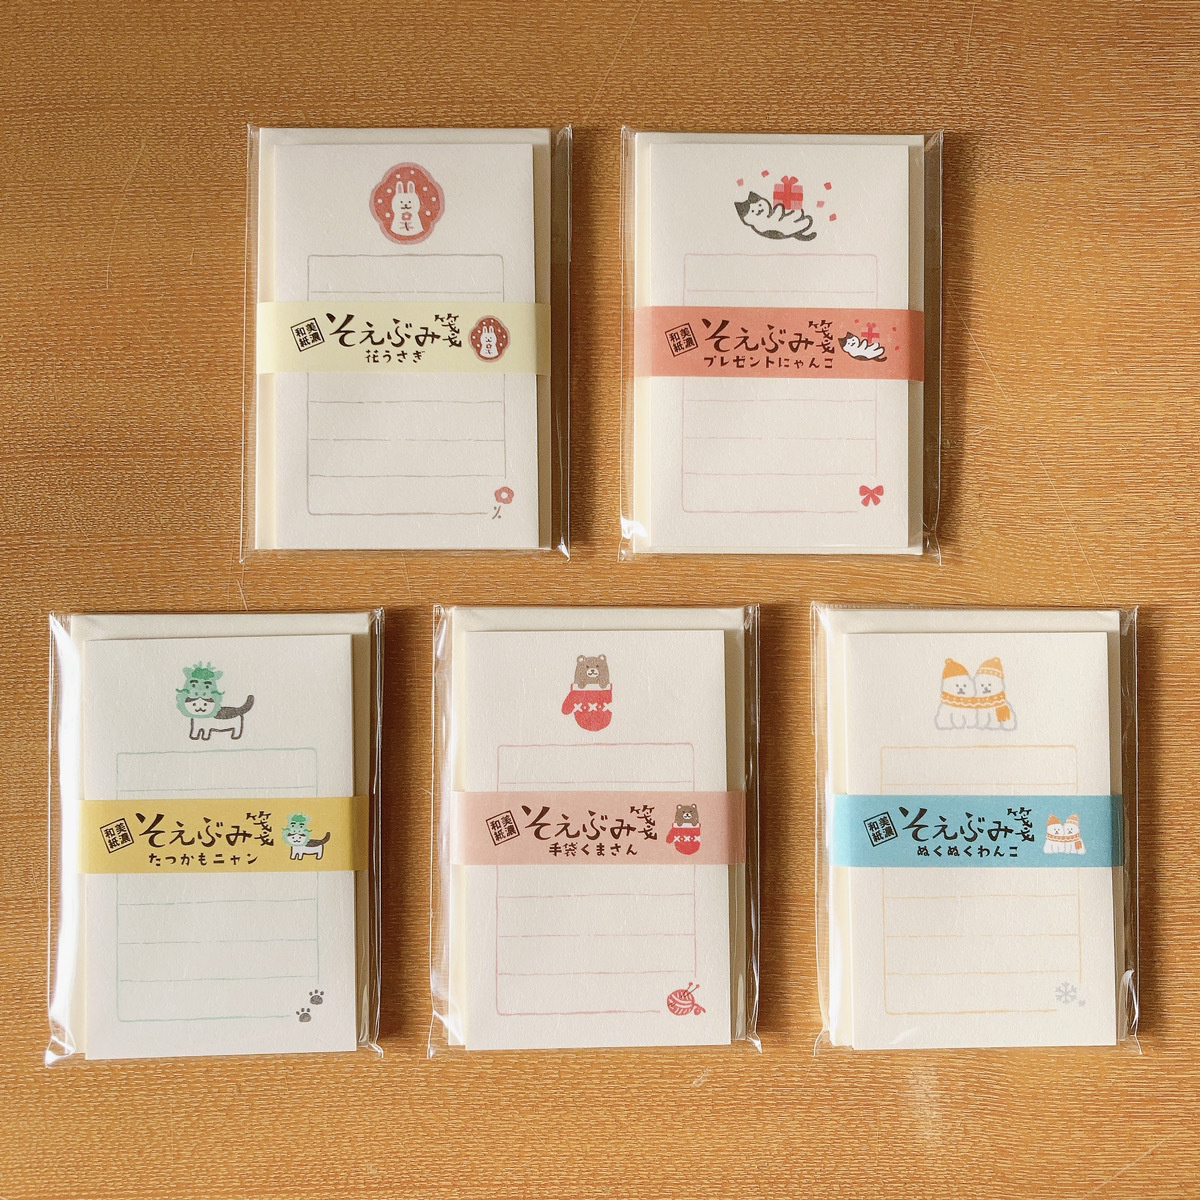 美濃和紙
そえぶみ箋
花うさぎ
美濃和紙
そえぶみ箋
プレゼントにゃんこ
美濃和紙
そえぶみ箋
たつかもニャン
美濃和紙
そえぶみ箋
手袋くまさん
美濃和紙
そえぶみ箋
ぬくぬくわんこ